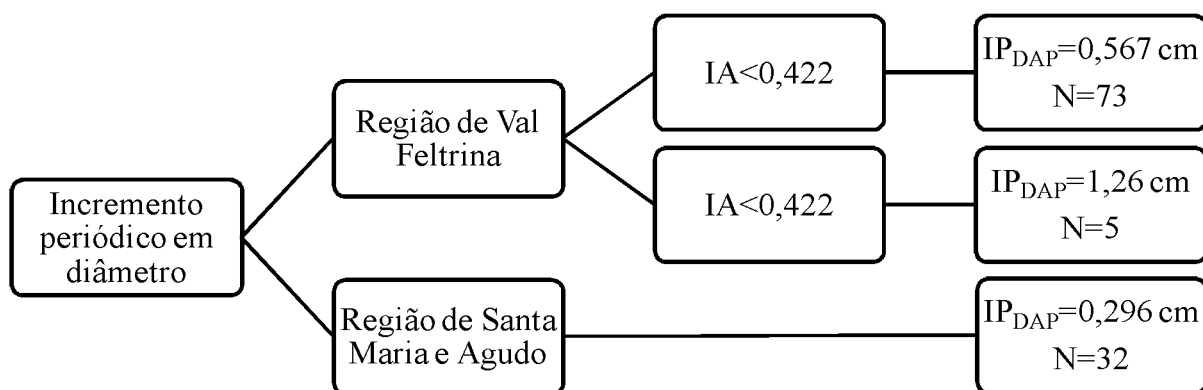 Incremento
periódico em
diâmetro
Região de Val
Feltrina
IA<0,422
IP_DAP=0,567 cm
N=73
IA<0,422
IP_DAP=1,26 cm
N=5
Região de Santa
Maria e Agudo
IP_DAP=0,296 cm
N=32